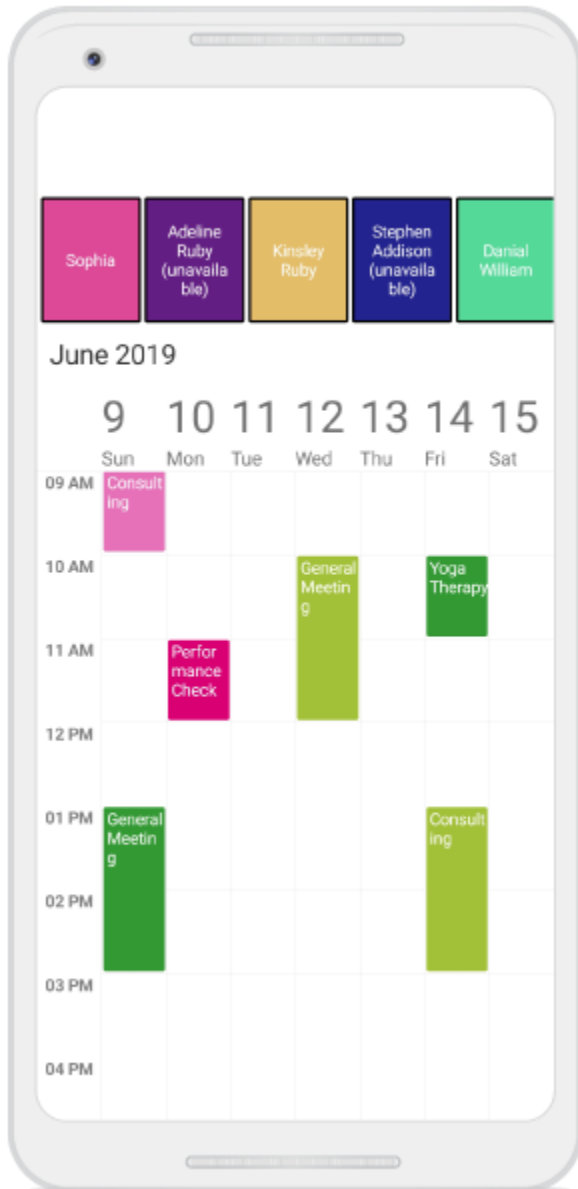 Sophia
Adeline
Ruby
(unavaila
ble)
Kinsley
Ruby
Stephen
Addison
(unavaila
ble)
Danial
William
June 2019
9 10 11 12 13 14 15
Sun Mon Tue Wed Thu Fri Sat
09 AM
Consult
ing
10 AM
General
Meetin
g
Yoga
Therapy
11 AM
Perfor
mance
Check
12 PM
01 PM
General
Meetin
g
Consult
ing
02 PM
03 PM
04 PM